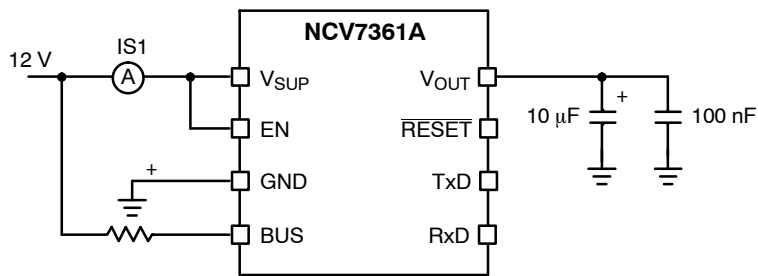 NCV7361A
12 V
IS1
A
V_SUP
V_OUT
EN
RESET
10 μF
+
100 nF
+
GND
TxD
BUS
RxD